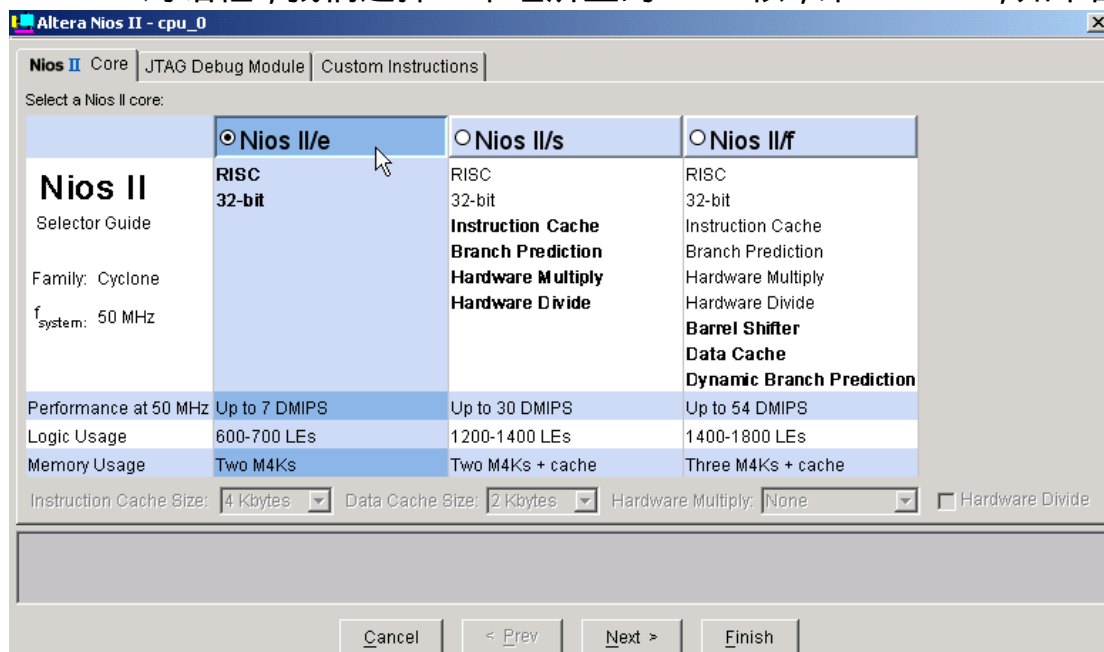 Altera Nios II - cpu_0
Nios II Core JTAG Debug Module Custom Instructions
Select a Nios II core:
Nios II/e Nios II/s Nios II/f
Nios II
Selector Guide
Family: Cyclone
fsystem: 50 MHz
RISC
32-bit
RISC
32-bit
Instruction Cache
Branch Prediction
Hardware Multiply
Hardware Divide
RISC
32-bit
Instruction Cache
Branch Prediction
Hardware Multiply
Hardware Divide
Barrel Shifter
Data Cache
Dynamic Branch Prediction
Performance at 50 MHz Up to 7 DMIPS Up to 30 DMIPS Up to 54 DMIPS
Logic Usage 600-700 LEs 1200-1400 LEs 1400-1800 LEs
Memory Usage Two M4Ks Two M4Ks + cache Three M4Ks + cache
Instruction Cache Size: 4 Kbytes Data Cache Size: 2 Kbytes Hardware Multiply: None Hardware Divide
Cancel < Prev Next > Finish